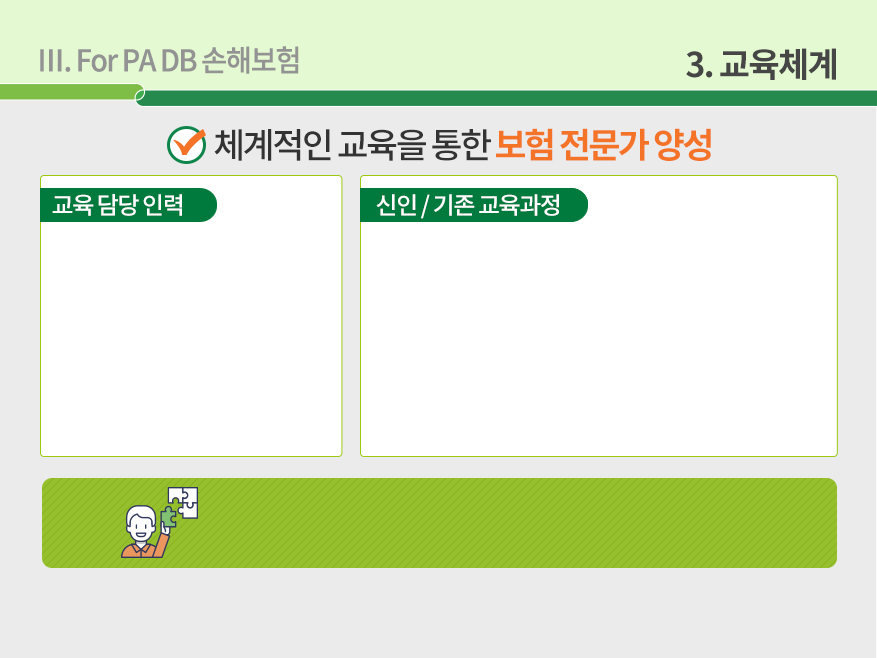 III. For PA DB 손해보험
3. 교육체계
체계적인 교육을 통한 보험 전문가 양성
교육 담당 인력
신인 / 기존 교육과정